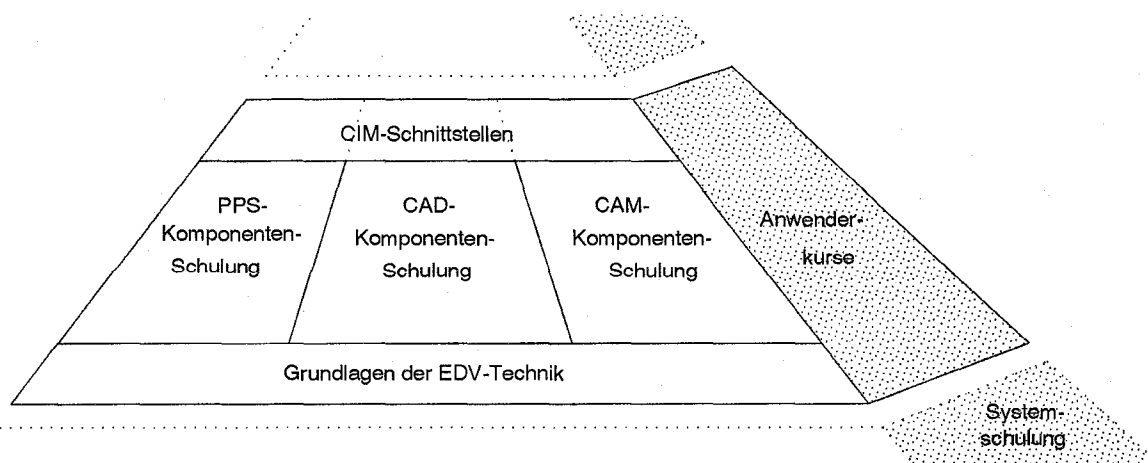 CIM-Schnittstellen
PPS-
Komponenten-
Schulung
CAD-
Komponenten-
Schulung
CAM-
Komponenten-
Schulung
Anwender-
kurse
Grundlagen der EDV-Technik
System-
schulung